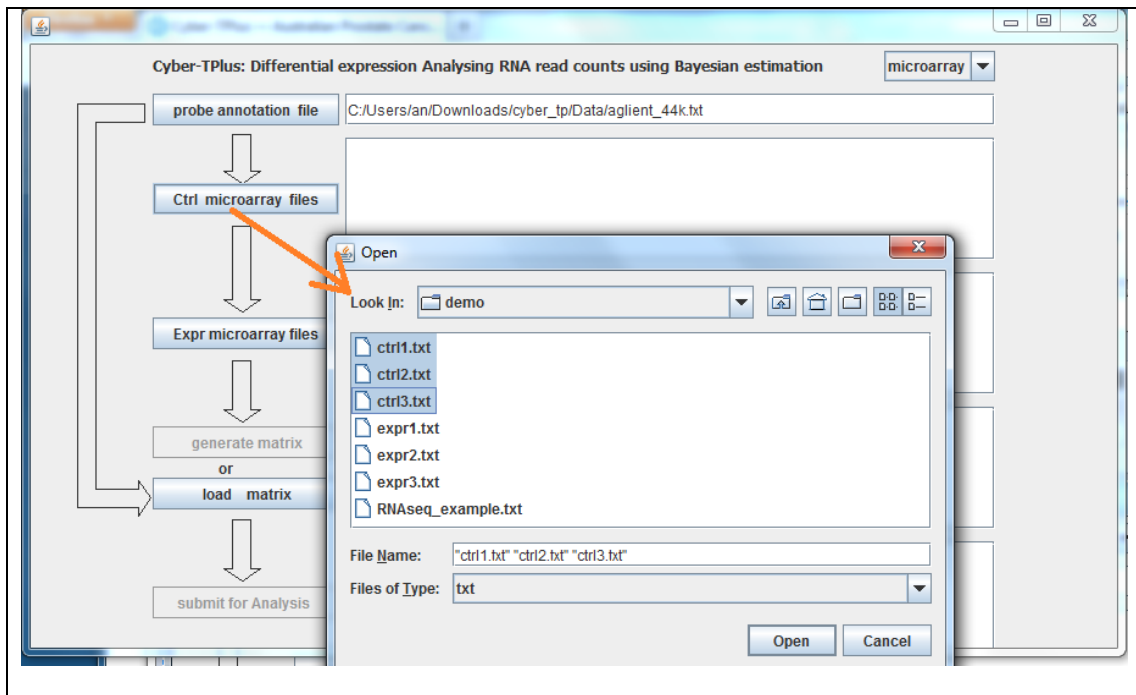 Cyber-TPlus: Differential expression Analysing RNA read counts using Bayesian estimation
microarray
probe annotation file
C:/Users/an/Downloads/cyber_tp/Data/aglient_44k.txt
Ctrl microarray files
Open
Look In:
demo
Expr microarray files
ctrl1.txt
ctrl2.txt
ctrl3.txt
expr1.txt
expr2.txt
expr3.txt
RNAseq_example.txt
generate matrix
or
load matrix
File Name:
"ctrl1.txt" "ctrl2.txt" "ctrl3.txt"
Files of Type:
txt
submit for Analysis
Open
Cancel